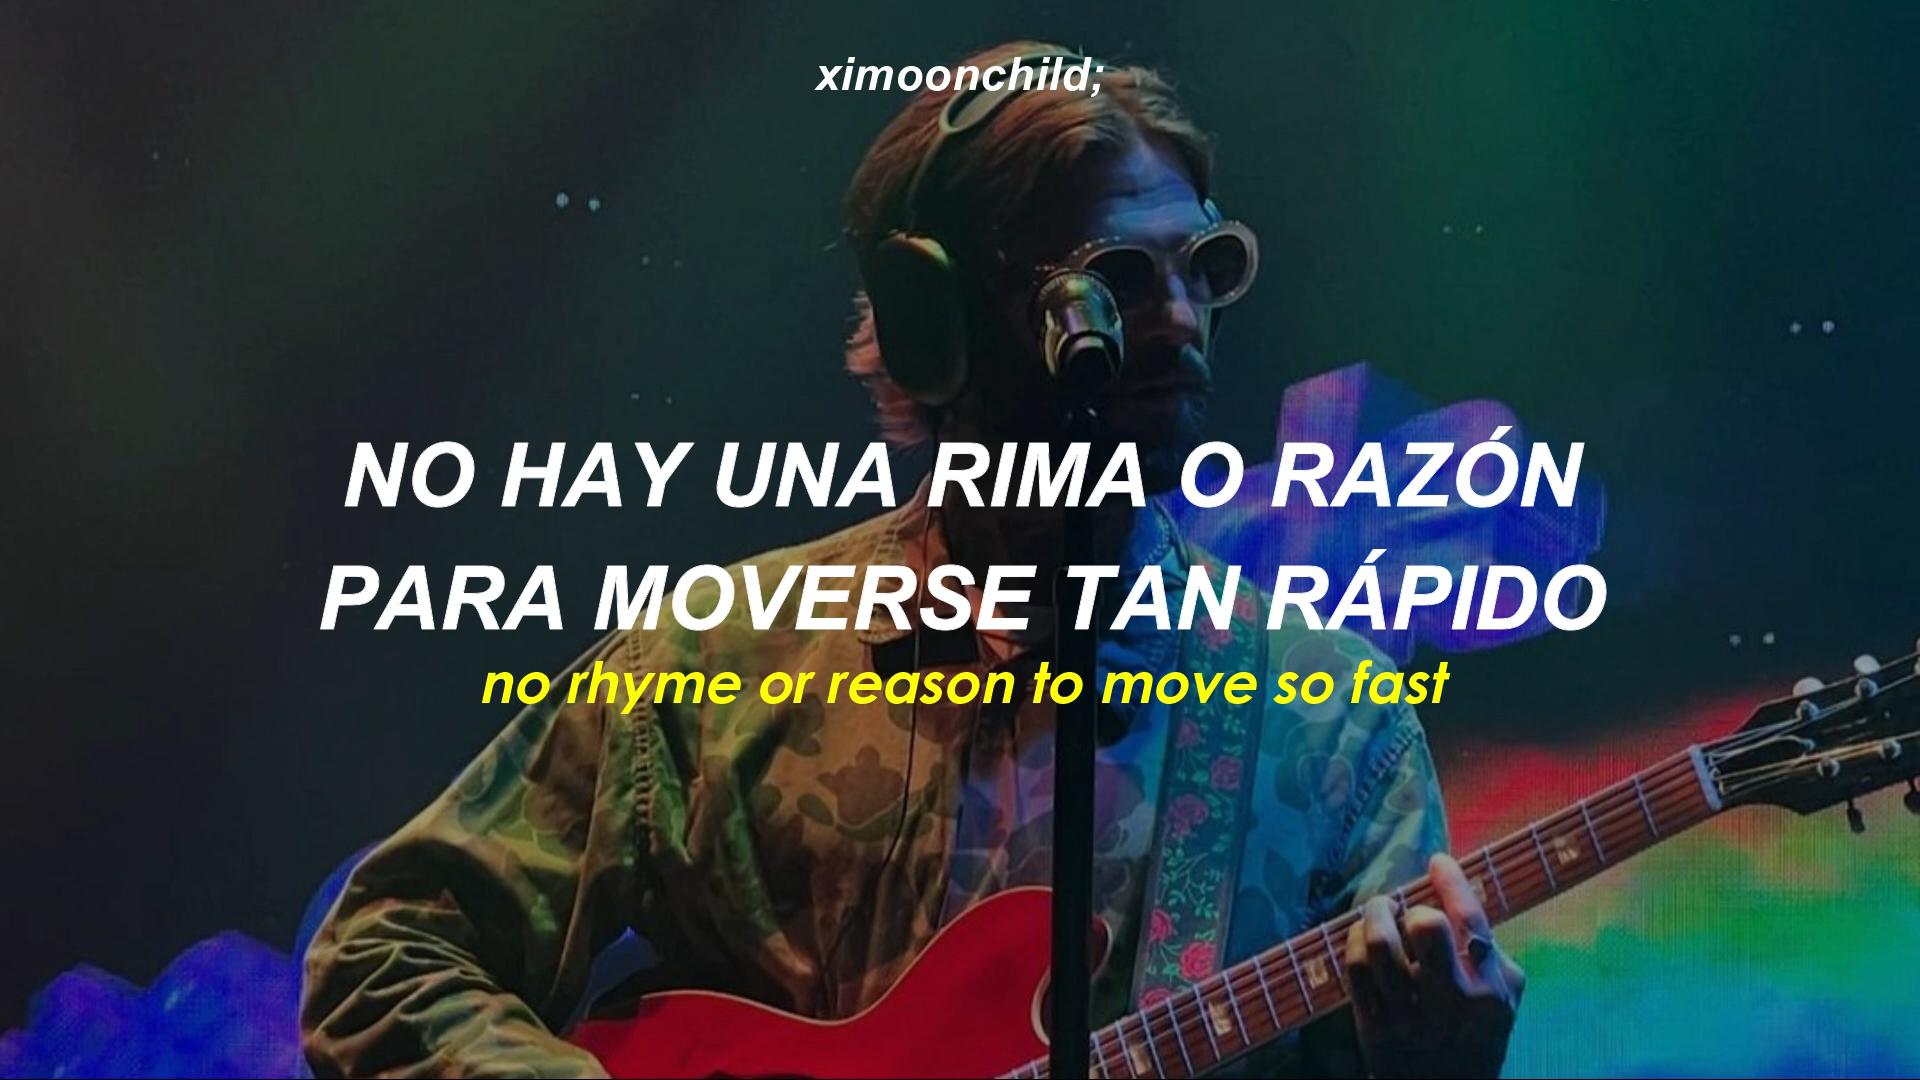 ximoonchild;
NO HAY UNA RIMA O RAZÓN
PARA MOVERSE TAN RÁPIDO
no rhyme or reason to move so fast